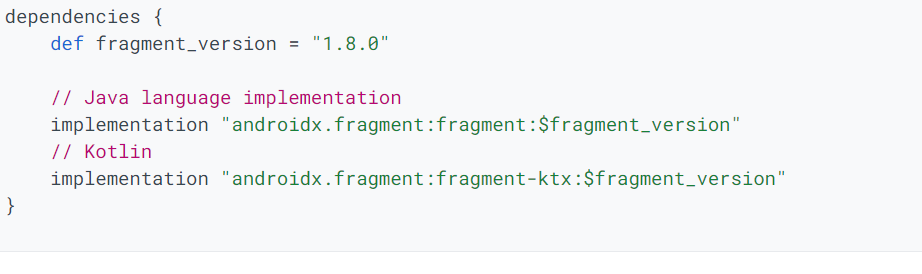 dependencies {
    def fragment_version = "1.8.0"
    // Java language implementation
    implementation "androidx.fragment:fragment:$fragment_version"
    // Kotlin
    implementation "androidx.fragment:fragment-ktx:$fragment_version"
}